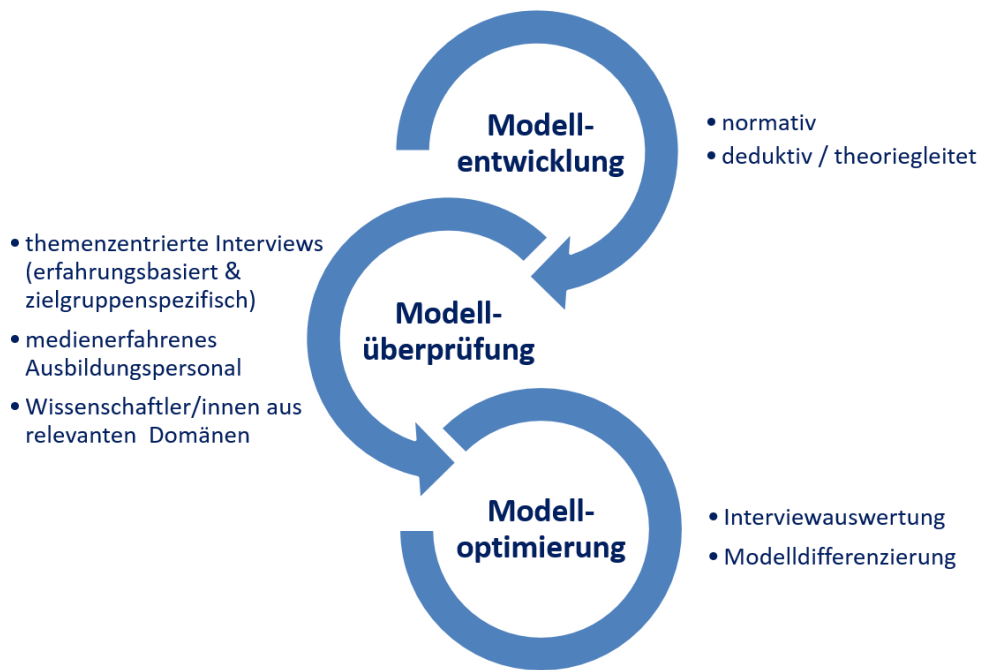 Modell-
entwicklung
• normativ
• deduktiv / theoriegleitet
• themenzentrierte Interviews
(erfahrungsbasiert &
zielgruppenspezifisch)
• medienerfahrenes
Ausbildungspersonal
• Wissenschaftler/innen aus
relevanten Domänen
Modell-
überprüfung
Modell-
optimierung
• Interviewauswertung
• Modelldifferenzierung